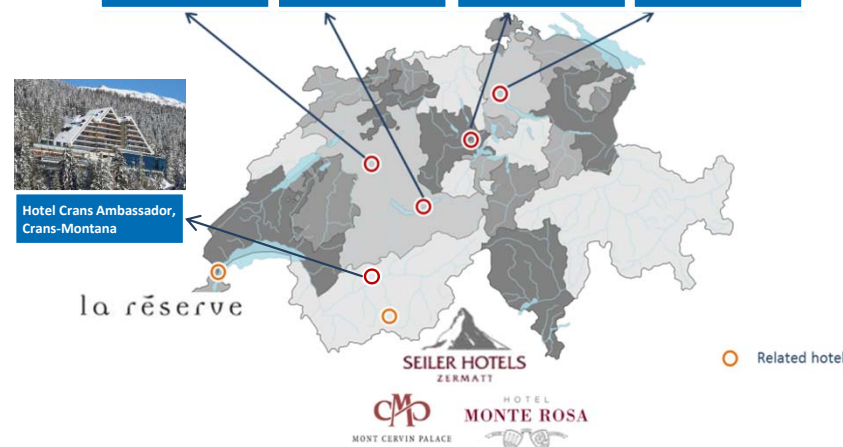 Hotel Crans Ambassador,
Crans-Montana
la réserve
SEILER HOTELS
ZERMATT
Related hotel
HOTEL
MONTE ROSA
MONT CERVIN PALACE